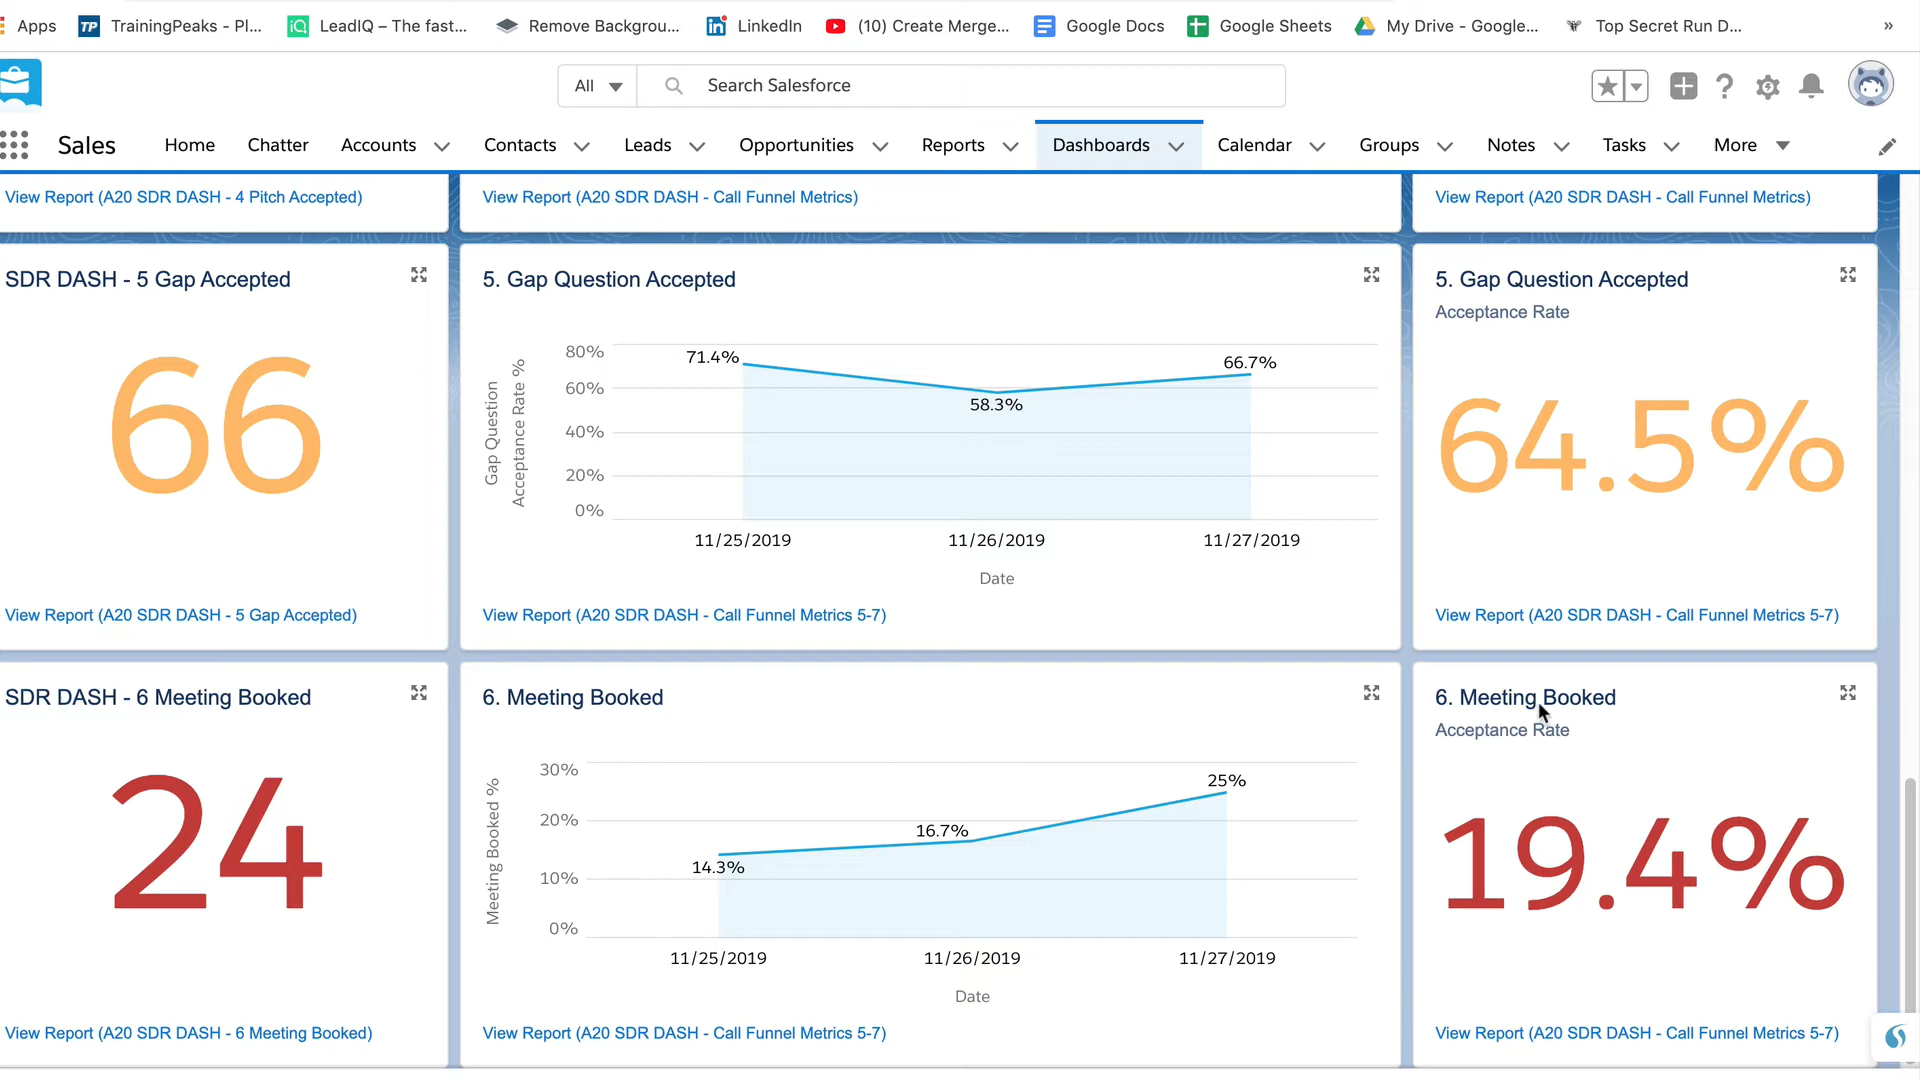 Apps
TP TrainingPeaks - Pl...
iQ LeadIQ – The fast...
Remove Backgrou...
in LinkedIn
(10) Create Merge...
Google Docs
Google Sheets
My Drive - Google...
Top Secret Run D...
»
All
Search Salesforce
Sales
Home
Chatter
Accounts
Contacts
Leads
Opportunities
Reports
Dashboards
Calendar
Groups
Notes
Tasks
More
View Report (A20 SDR DASH - 4 Pitch Accepted)
View Report (A20 SDR DASH - Call Funnel Metrics)
View Report (A20 SDR DASH - Call Funnel Metrics)
SDR DASH - 5 Gap Accepted
66
View Report (A20 SDR DASH - 5 Gap Accepted)
5. Gap Question Accepted
Gap Question
Acceptance Rate %
80%
60%
40%
20%
0%
71.4%
58.3%
66.7%
11/25/2019
11/26/2019
11/27/2019
Date
View Report (A20 SDR DASH - Call Funnel Metrics 5-7)
5. Gap Question Accepted
Acceptance Rate
64.5%
View Report (A20 SDR DASH - Call Funnel Metrics 5-7)
SDR DASH - 6 Meeting Booked
24
View Report (A20 SDR DASH - 6 Meeting Booked)
6. Meeting Booked
Meeting Booked %
30%
20%
10%
0%
14.3%
16.7%
25%
11/25/2019
11/26/2019
11/27/2019
Date
View Report (A20 SDR DASH - Call Funnel Metrics 5-7)
6. Meeting Booked
Acceptance Rate
19.4%
View Report (A20 SDR DASH - Call Funnel Metrics 5-7)